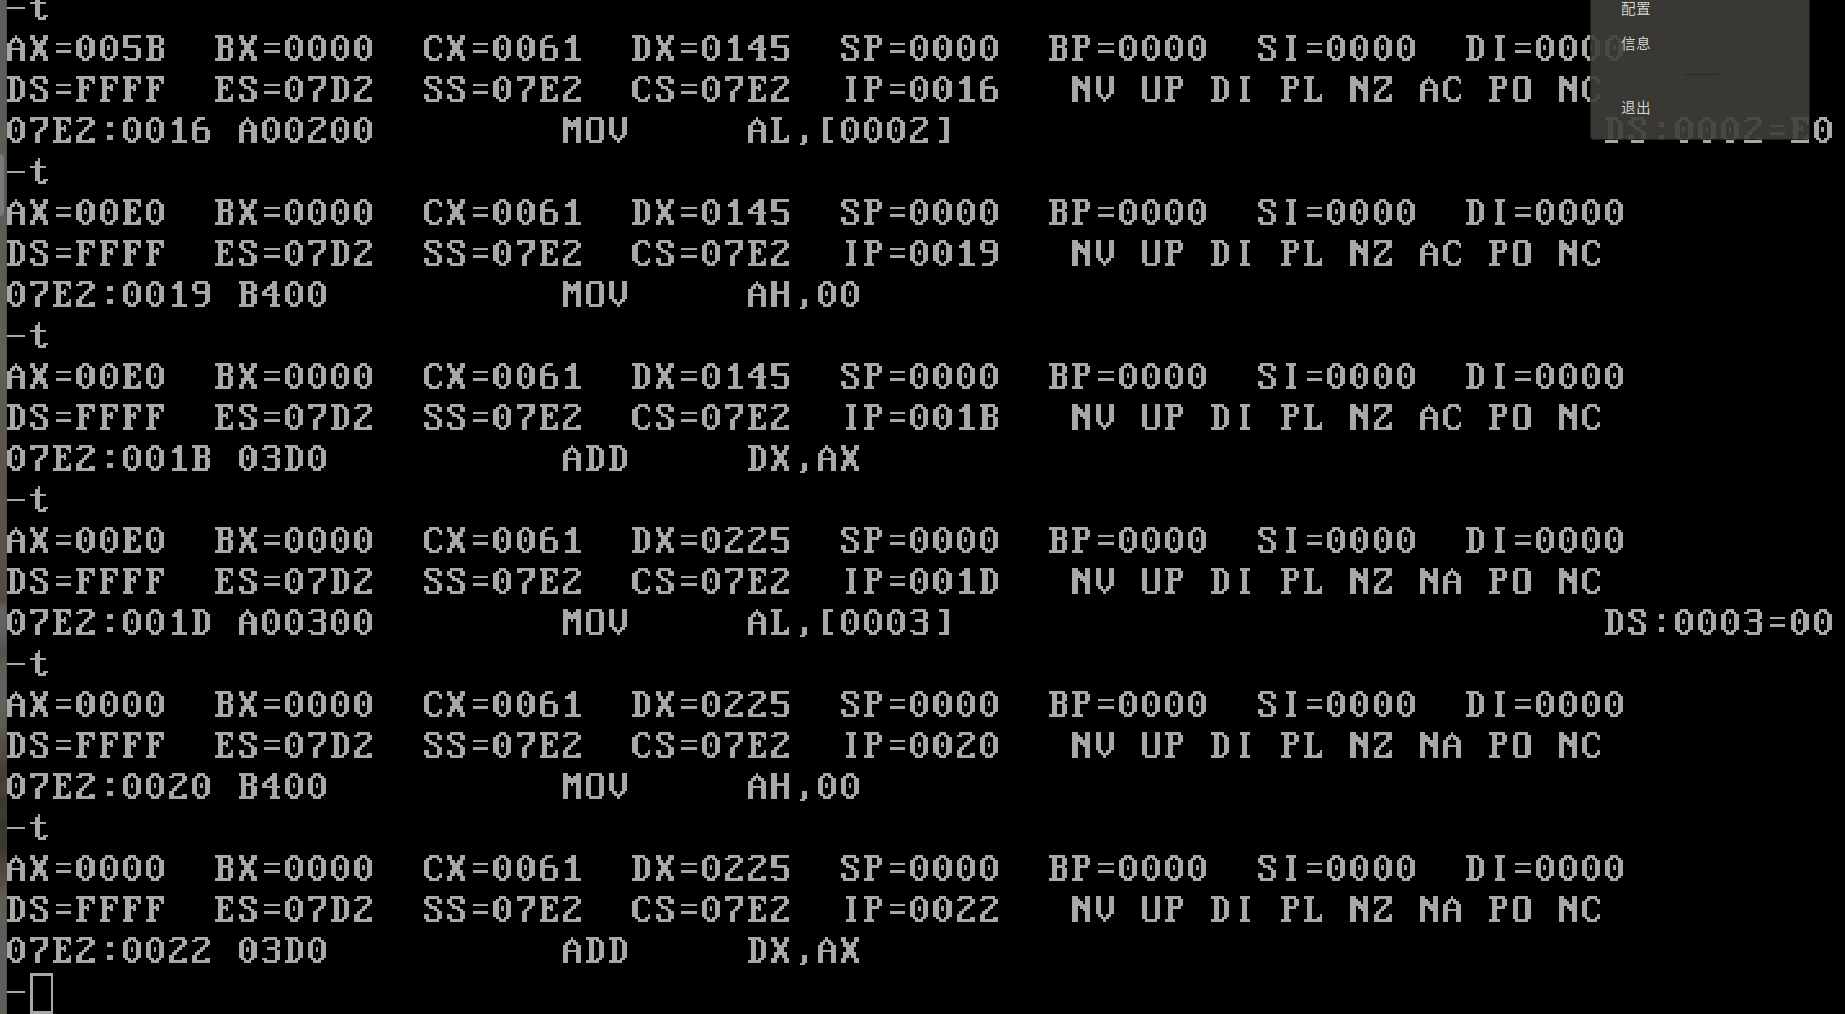 -t
AX=005B  BX=0000  CX=0061  DX=0145  SP=0000  BP=0000  SI=0000  DI=0000
DS=FFFF  ES=07D2  SS=07E2  CS=07E2  IP=0016   NV UP DI PL NZ AC PO NC
07E2:0016 A00200        MOV     AL,[0002]                            DS:0002=E0
-t
AX=00E0  BX=0000  CX=0061  DX=0145  SP=0000  BP=0000  SI=0000  DI=0000
DS=FFFF  ES=07D2  SS=07E2  CS=07E2  IP=0019   NV UP DI PL NZ AC PO NC
07E2:0019 B400          MOV     AH,00
-t
AX=00E0  BX=0000  CX=0061  DX=0145  SP=0000  BP=0000  SI=0000  DI=0000
DS=FFFF  ES=07D2  SS=07E2  CS=07E2  IP=001B   NV UP DI PL NZ AC PO NC
07E2:001B 03D0          ADD     DX,AX
-t
AX=00E0  BX=0000  CX=0061  DX=0225  SP=0000  BP=0000  SI=0000  DI=0000
DS=FFFF  ES=07D2  SS=07E2  CS=07E2  IP=001D   NV UP DI PL NZ NA PO NC
07E2:001D A00300        MOV     AL,[0003]                            DS:0003=00
-t
AX=0000  BX=0000  CX=0061  DX=0225  SP=0000  BP=0000  SI=0000  DI=0000
DS=FFFF  ES=07D2  SS=07E2  CS=07E2  IP=0020   NV UP DI PL NZ NA PO NC
07E2:0020 B400          MOV     AH,00
-t
AX=0000  BX=0000  CX=0061  DX=0225  SP=0000  BP=0000  SI=0000  DI=0000
DS=FFFF  ES=07D2  SS=07E2  CS=07E2  IP=0022   NV UP DI PL NZ NA PO NC
07E2:0022 03D0          ADD     DX,AX
-
配置
信息
退出